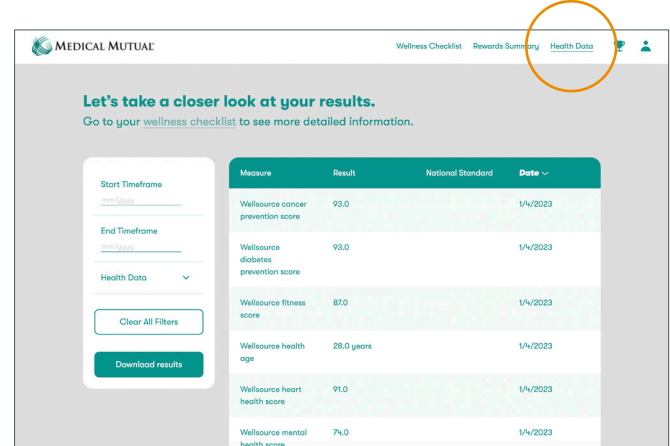 MEDICAL MUTUAL®
Wellness Checklist Rewards Summary Health Data
Let's take a closer look at your results.
Go to your wellness checklist to see more detailed information.
Start Timeframe
mm/yyyy
End Timeframe
mm/yyyy
Health Data
Clear All Filters
Download results
Measure Result National Standard Date
Wellsource cancer 93.0 1/4/2023
prevention score
Wellsource 93.0 1/4/2023
diabetes
prevention score
Wellsource fitness 87.0 1/4/2023
score
Wellsource health 28.0 years 1/4/2023
age
Wellsource heart 91.0 1/4/2023
health score
Wellsource mental 74.0 1/4/2023
health score